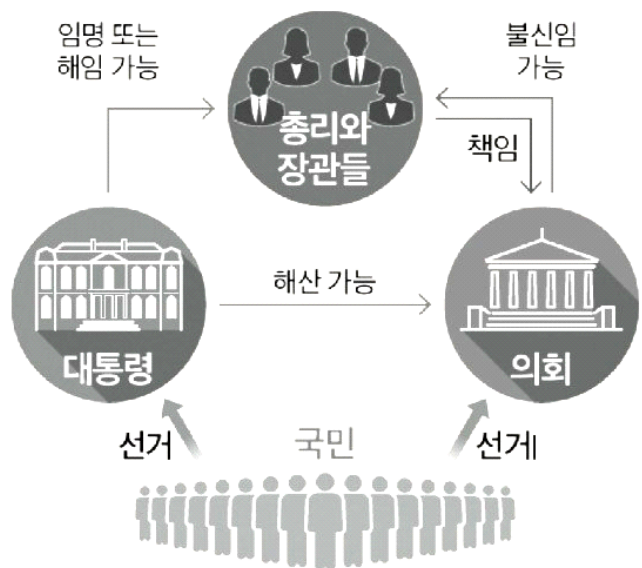 임명 또는
해임 가능
불신임
가능
총리와
장관들
책임
해산 가능
대통령
의회
선거
국민
선게